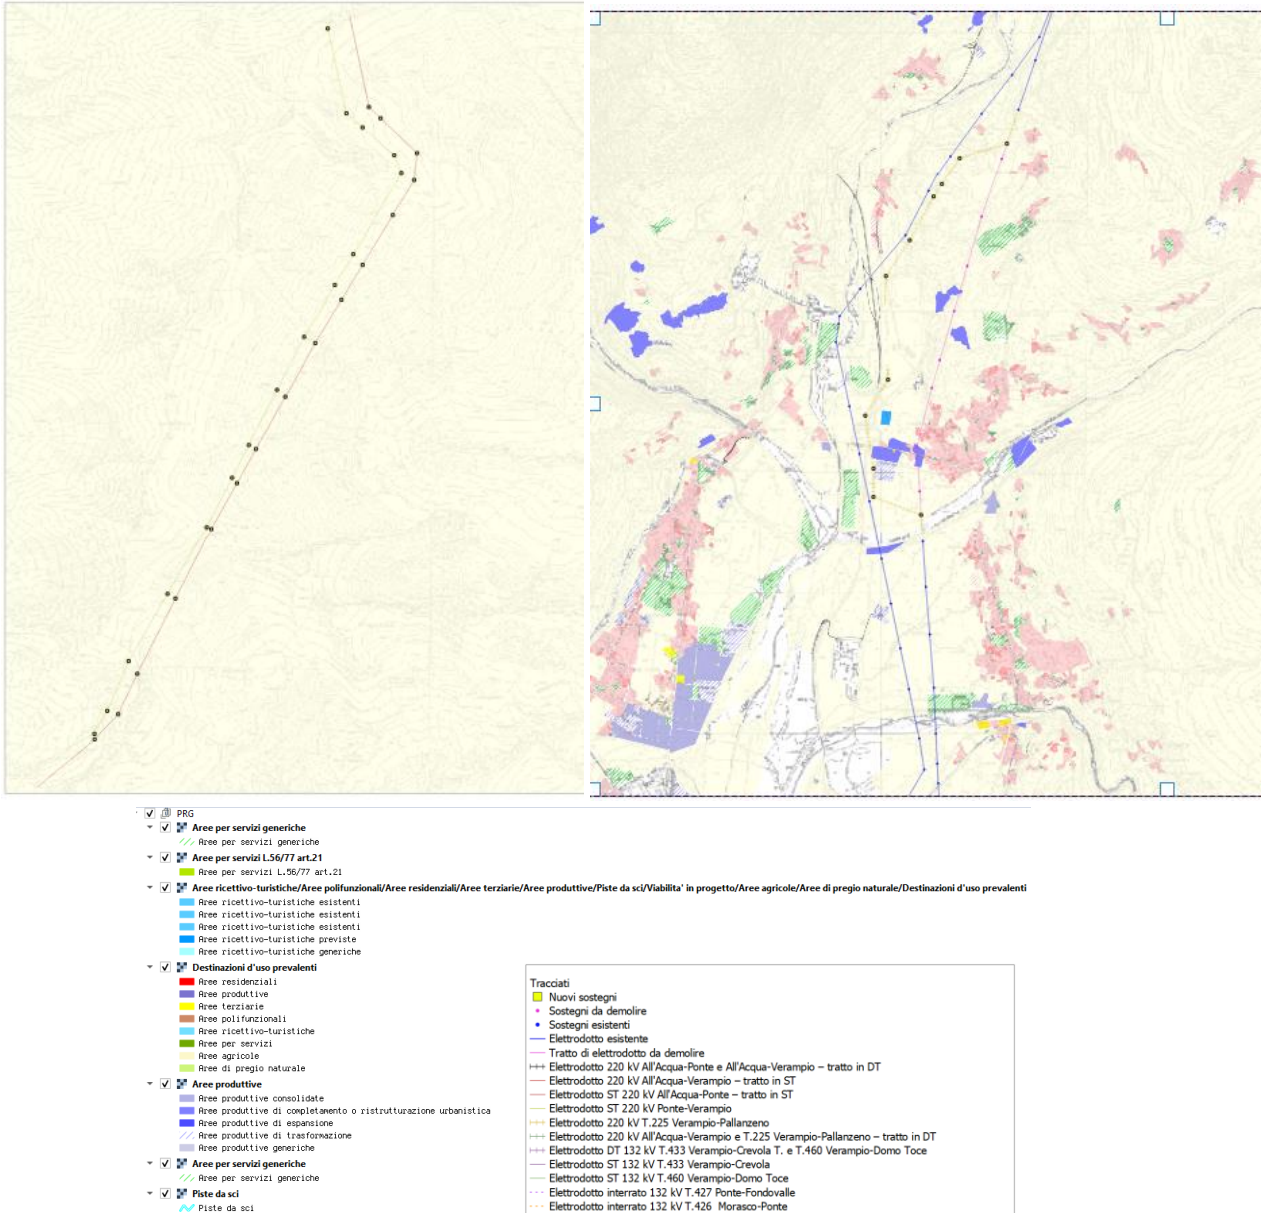 PRG
Aree per servizi generiche
Aree per servizi generiche
Aree per servizi L.56/77 art.21
Aree per servizi L.56/77 art.21
Aree ricettivo-turistiche/Aree polifunzionali/Aree residenziali/Aree terziarie/Aree produttive/Piste da sci/Viabilita' in progetto/Aree agricole/Aree di pregio naturale/Destinazioni d'uso prevalenti
Aree ricettivo-turistiche esistenti
Aree ricettivo-turistiche esistenti
Aree ricettivo-turistiche esistenti
Aree ricettivo-turistiche previste
Aree ricettivo-turistiche generiche
Destinazioni d'uso prevalenti
Aree residenziali
Aree produttive
Aree terziarie
Aree polifunzionali
Aree ricettivo-turistiche
Aree per servizi
Aree agricole
Aree di pregio naturale
Aree produttive
Aree produttive consolidate
Aree produttive di completamento o ristrutturazione urbanistica
Aree produttive di espansione
Aree produttive di trasformazione
Aree produttive generiche
Aree per servizi generiche
Aree per servizi generiche
Piste da sci
Piste da sci
Tracciati
Nuovi sostegni
Sostegni da demolire
Sostegni esistenti
Elettrodotto esistente
Tratto di elettrodotto da demolire
Elettrodotto 220 kV All'Acqua-Ponte e All'Acqua-Verampio – tratto in DT
Elettrodotto 220 kV All'Acqua-Verampio – tratto in ST
Elettrodotto ST 220 kV All'Acqua-Ponte – tratto in ST
Elettrodotto ST 220 kV Ponte-Verampio
Elettrodotto 220 kV T.225 Verampio-Pallanzeno
Elettrodotto 220 kV All'Acqua-Verampio e T.225 Verampio-Pallanzeno – tratto in DT
Elettrodotto DT 132 kV T.433 Verampio-Crevola T. e T.460 Verampio-Domo Toce
Elettrodotto ST 132 kV T.433 Verampio-Crevola
Elettrodotto ST 132 kV T.460 Verampio-Domo Toce
Elettrodotto interrato 132 kV T.427 Ponte-Fondovalle
Elettrodotto interrato 132 kV T.426 Morasco-Ponte